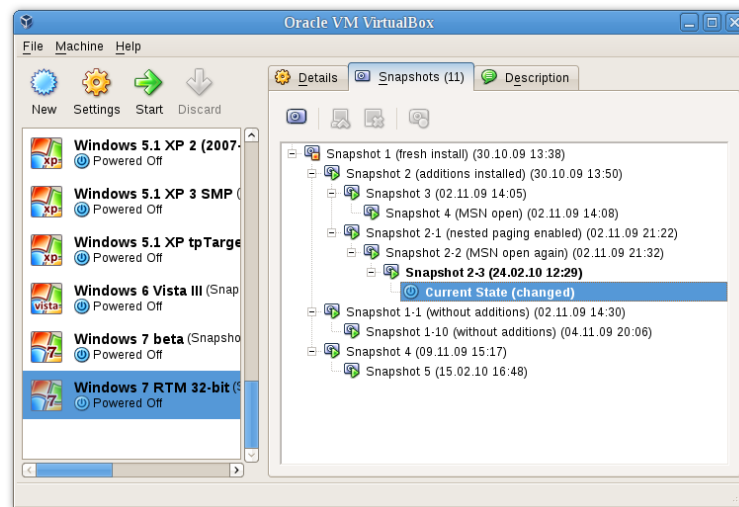 Oracle VM VirtualBox
File Machine Help
New Settings Start Discard
Details Snapshots (11) Description
Windows 5.1 XP 2 (2007-
Powered Off
Windows 5.1 XP 3 SMP (
Powered Off
Windows 5.1 XP tpTarge
Powered Off
Windows 6 Vista III (Snap
Powered Off
Windows 7 beta (Snapsho
Powered Off
Windows 7 RTM 32-bit (S
Powered Off
xp
xp
xp
vista
7
7
Snapshot 1 (fresh install) (30.10.09 13:38)
Snapshot 2 (additions installed) (30.10.09 13:50)
Snapshot 3 (02.11.09 14:05)
Snapshot 4 (MSN open) (02.11.09 14:08)
Snapshot 2-1 (nested paging enabled) (02.11.09 21:22)
Snapshot 2-2 (MSN open again) (02.11.09 21:32)
Snapshot 2-3 (24.02.10 12:29)
Current State (changed)
Snapshot 1-1 (without additions) (02.11.09 14:30)
Snapshot 1-10 (without additions) (04.11.09 20:06)
Snapshot 4 (09.11.09 15:17)
Snapshot 5 (15.02.10 16:48)